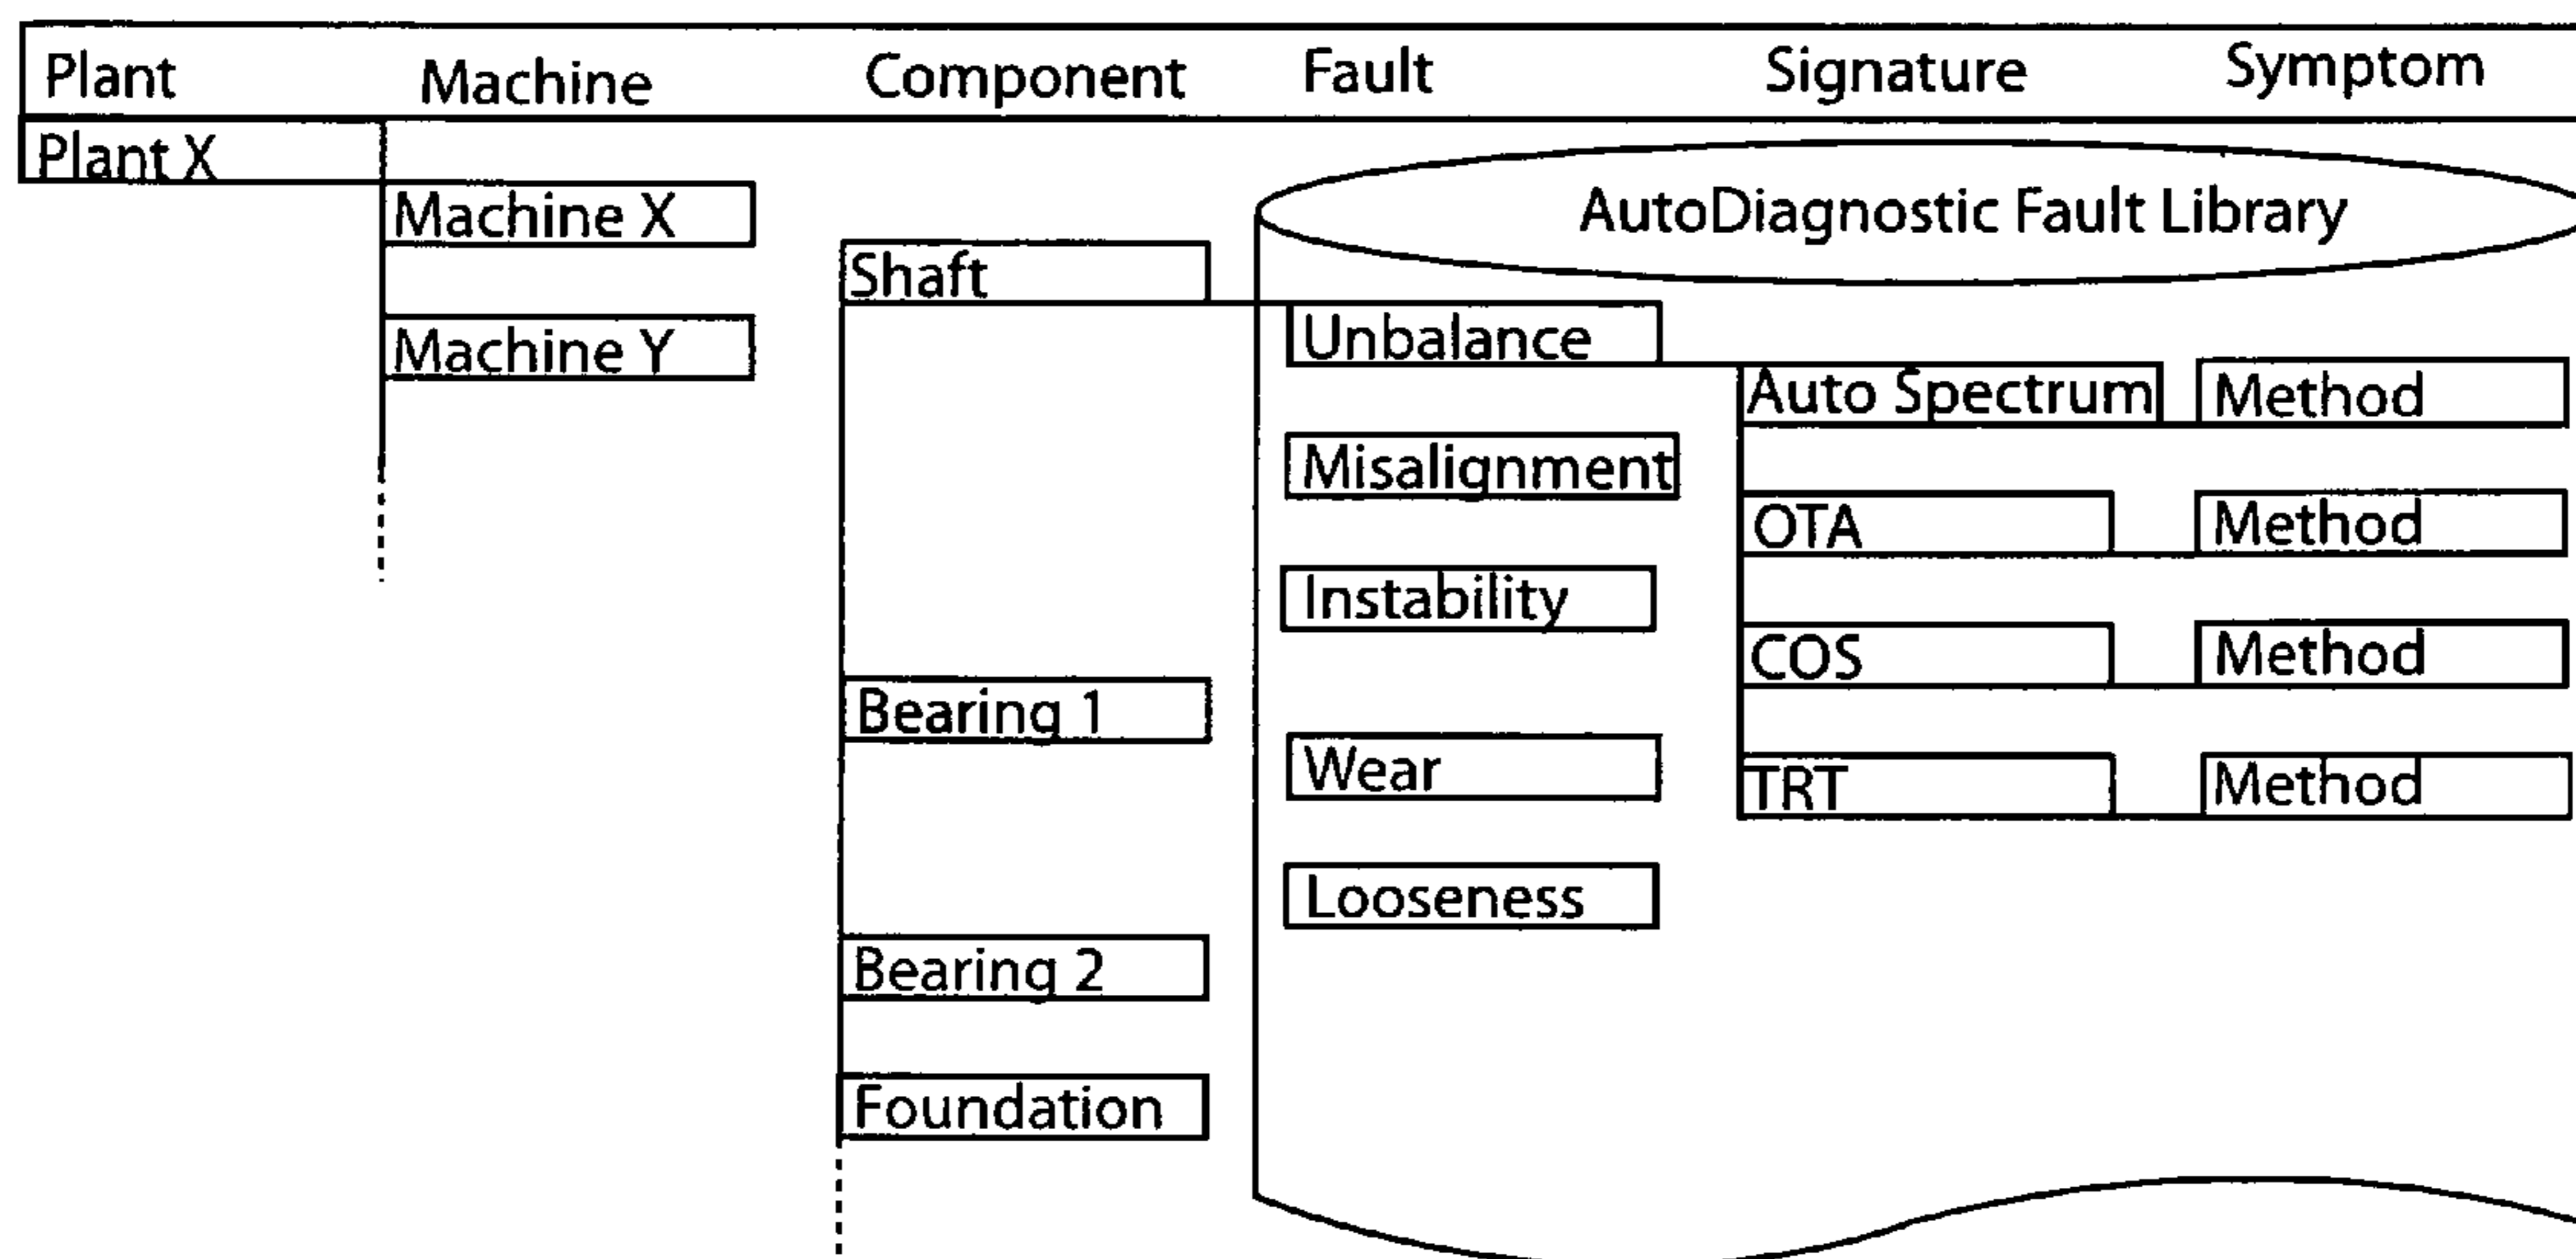 Plant Machine Component Fault Signature Symptom
Plant X
AutoDiagnostic Fault Library
Machine X
Shaft
Unbalance
Machine Y
Auto Spectrum Method
Misalignment
OTA Method
Instability
COS Method
Bearing 1
Wear
TRT Method
Looseness
Bearing 2
Foundation